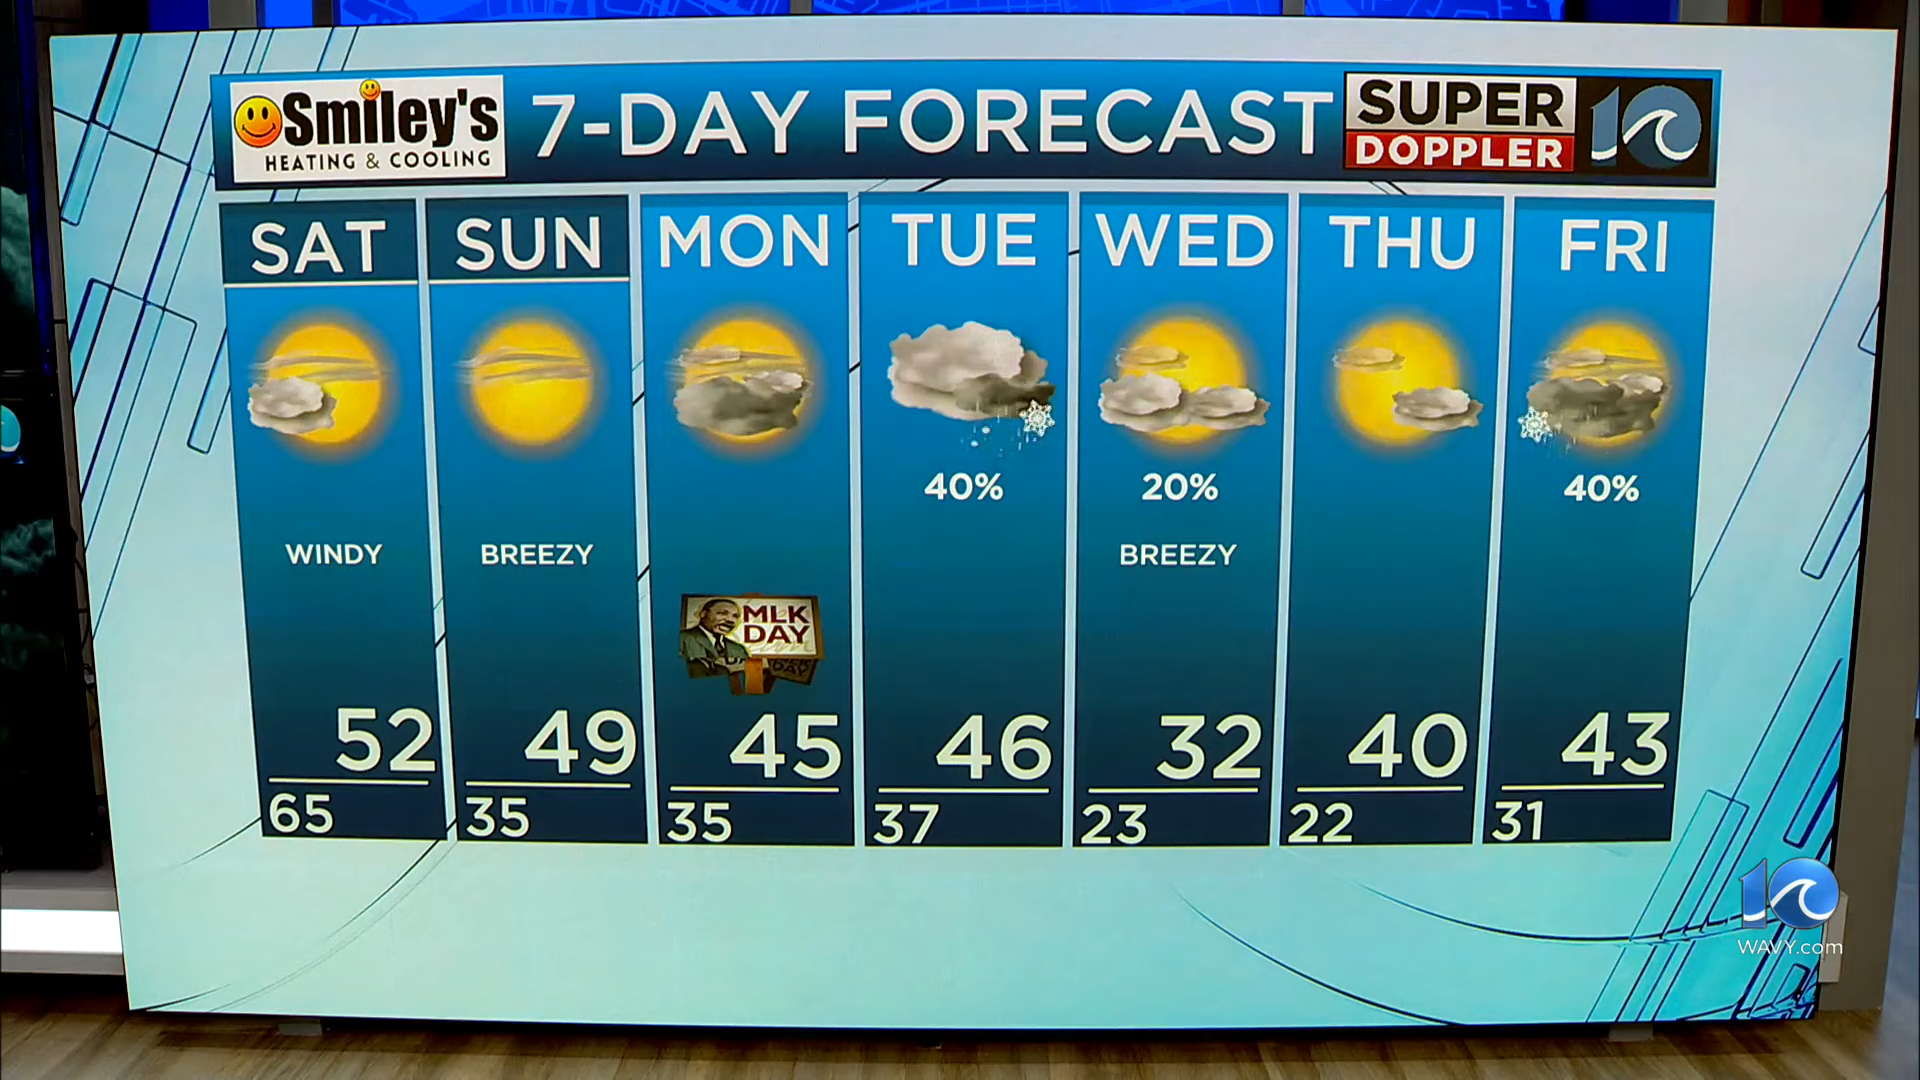 Smiley's
HEATING & COOLING
7-DAY FORECAST
SUPER
DOPPLER
10
SAT
SUN
MON
TUE
WED
THU
FRI
40%
20%
40%
WINDY
BREEZY
BREEZY
MLK
DAY
52
49
45
46
32
40
43
65
35
35
37
23
22
31
10
WAVY.com